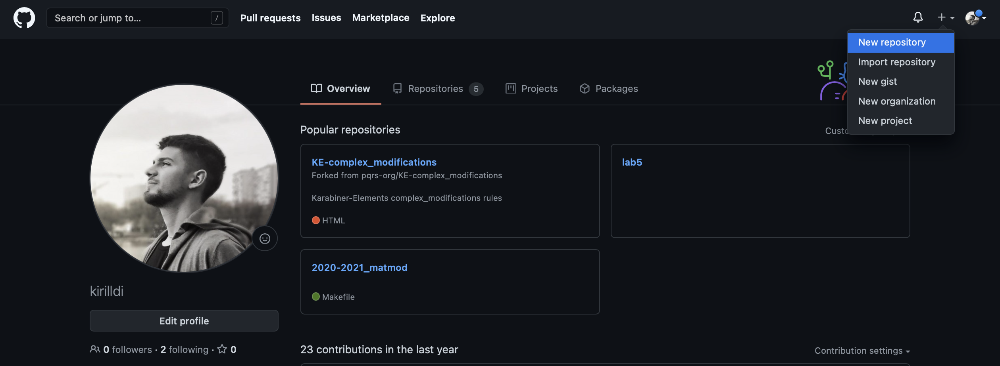 Search or jump to... /
Pull requests
Issues
Marketplace
Explore
New repository
Import repository
New gist
New organization
New project
Overview
Repositories 5
Projects
Packages
Popular repositories
KE-complex_modifications
Forked from pqrs-org/KE-complex_modifications
Karabiner-Elements complex_modifications rules
HTML
lab5
2020-2021_matmod
Makefile
kirilldi
Edit profile
0 followers · 2 following · 0
23 contributions in the last year
Contribution settings